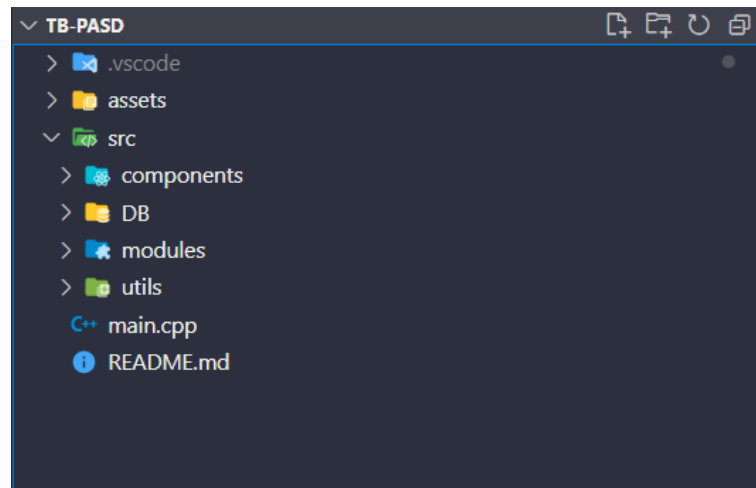 TB-PASD
.vscode
assets
src
components
DB
modules
utils
C++ main.cpp
README.md